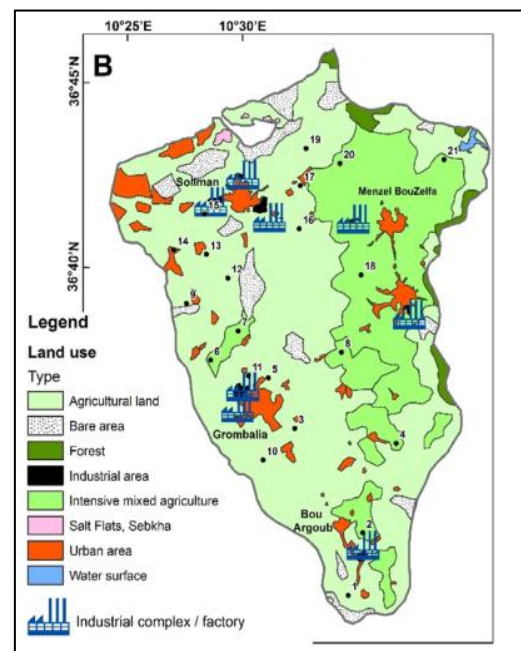 10°25'E 10°30'E
B
36°45'N
36°40'N
19
20
21
Solfman
17
Menzel BouZelfa
15
16
14
13
12
18
9
8
6
11
5
Grombalia
3
4
10
Bou
Argoub
2
1
Legend
Land use
Type
Agricultural land
Bare area
Forest
Industrial area
Intensive mixed agriculture
Salt Flats, Sebkha
Urban area
Water surface
Industrial complex / factory